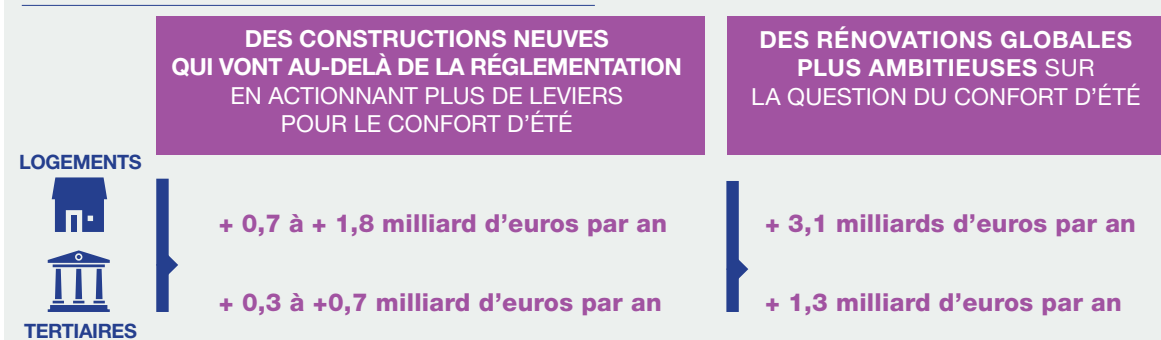 DES CONSTRUCTIONS NEUVES
QUI VONT AU-DELÀ DE LA RÉGLEMENTATION
EN ACTIONNANT PLUS DE LEVIERS
POUR LE CONFORT D’ÉTÉ
DES RÉNOVATIONS GLOBALES
PLUS AMBITIEUSES SUR
LA QUESTION DU CONFORT D’ÉTÉ
LOGEMENTS
+ 0,7 à + 1,8 milliard d’euros par an
+ 3,1 milliards d’euros par an
+ 0,3 à +0,7 milliard d’euros par an
+ 1,3 milliard d’euros par an
TERTIAIRES